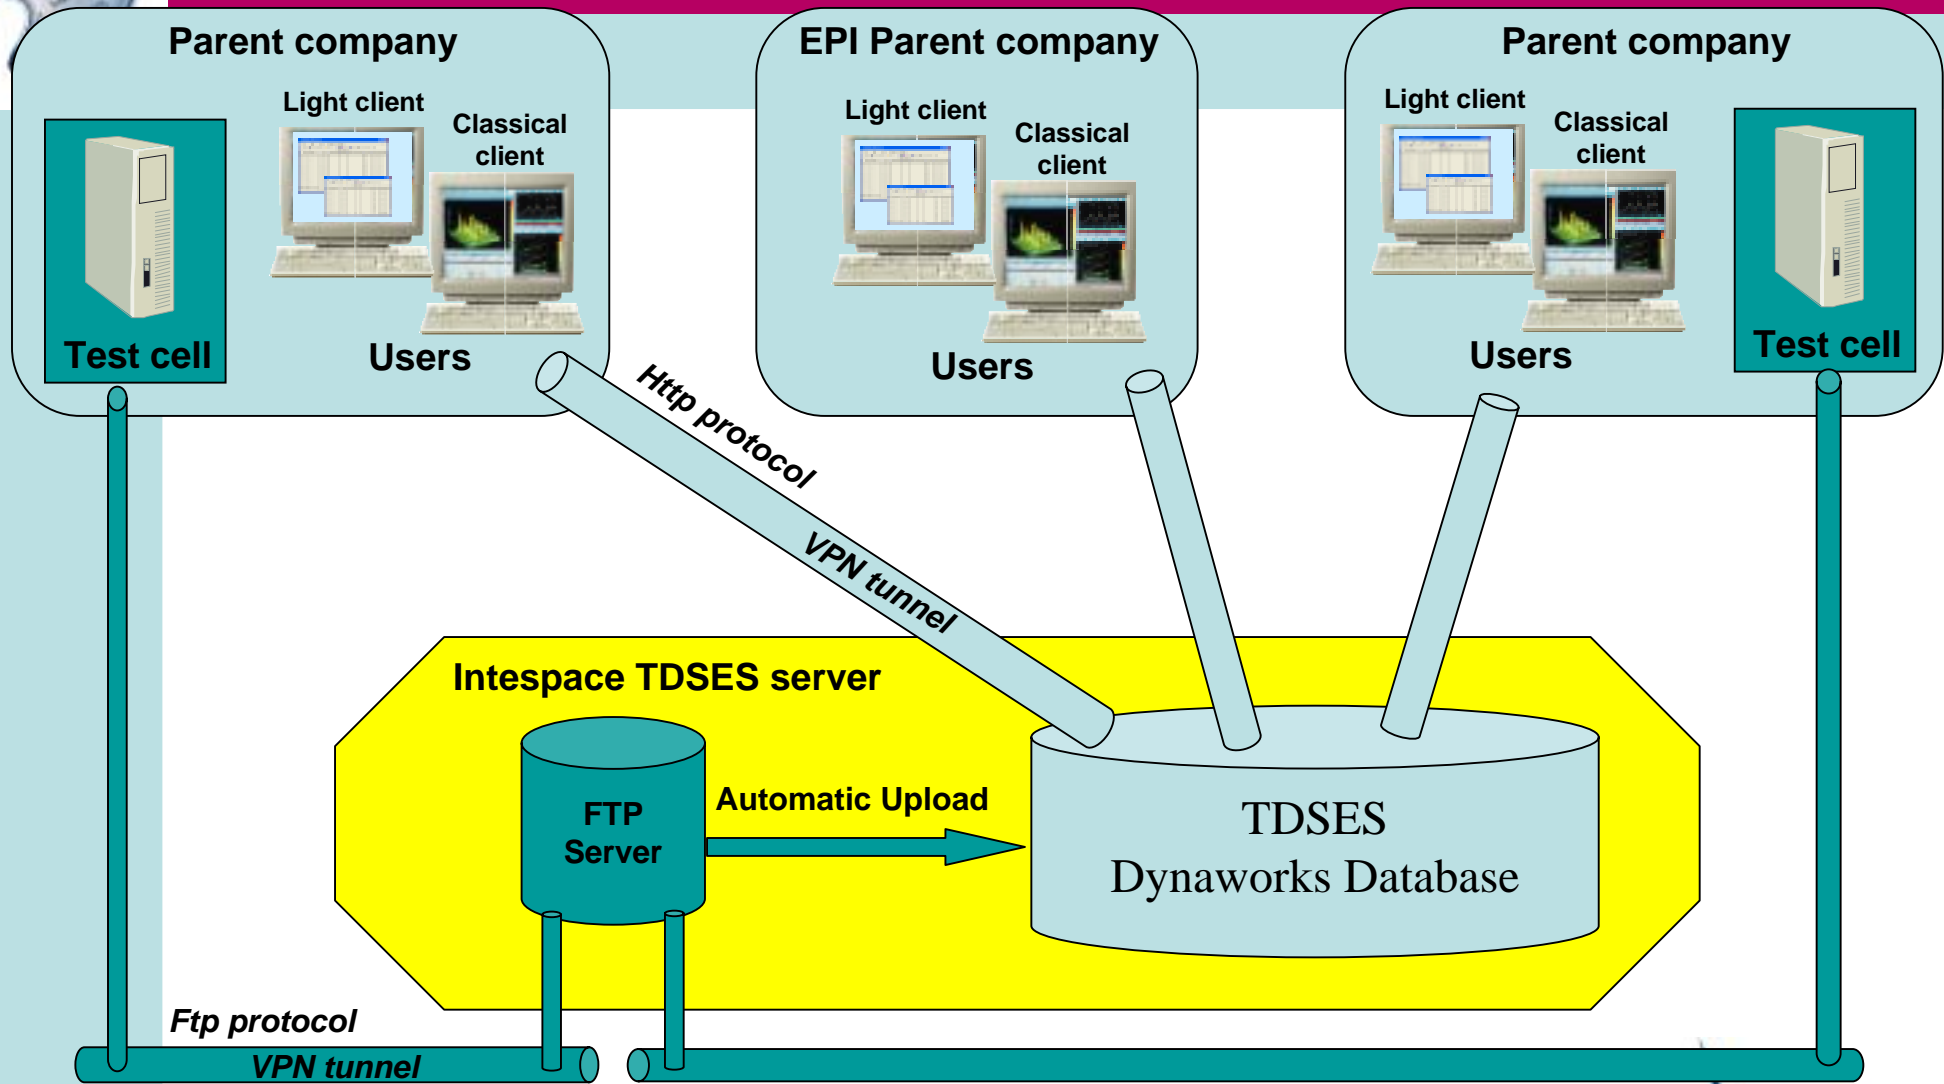 Parent company
Light client
Classical
client
Test cell
Users
EPI Parent company
Light client
Classical
client
Users
Parent company
Light client
Classical
client
Users
Test cell
Http protocol
VPN tunnel
Intespace TDSES server
FTP
Server
Automatic Upload
TDSES
Dynaworks Database
Ftp protocol
VPN tunnel